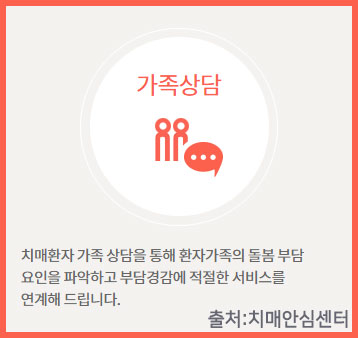 가족상담
치매환자 가족 상담을 통해 환자가족의 돌봄 부담
요인을 파악하고 부담경감에 적절한 서비스를
연계해 드립니다.
출처:치매안심센터